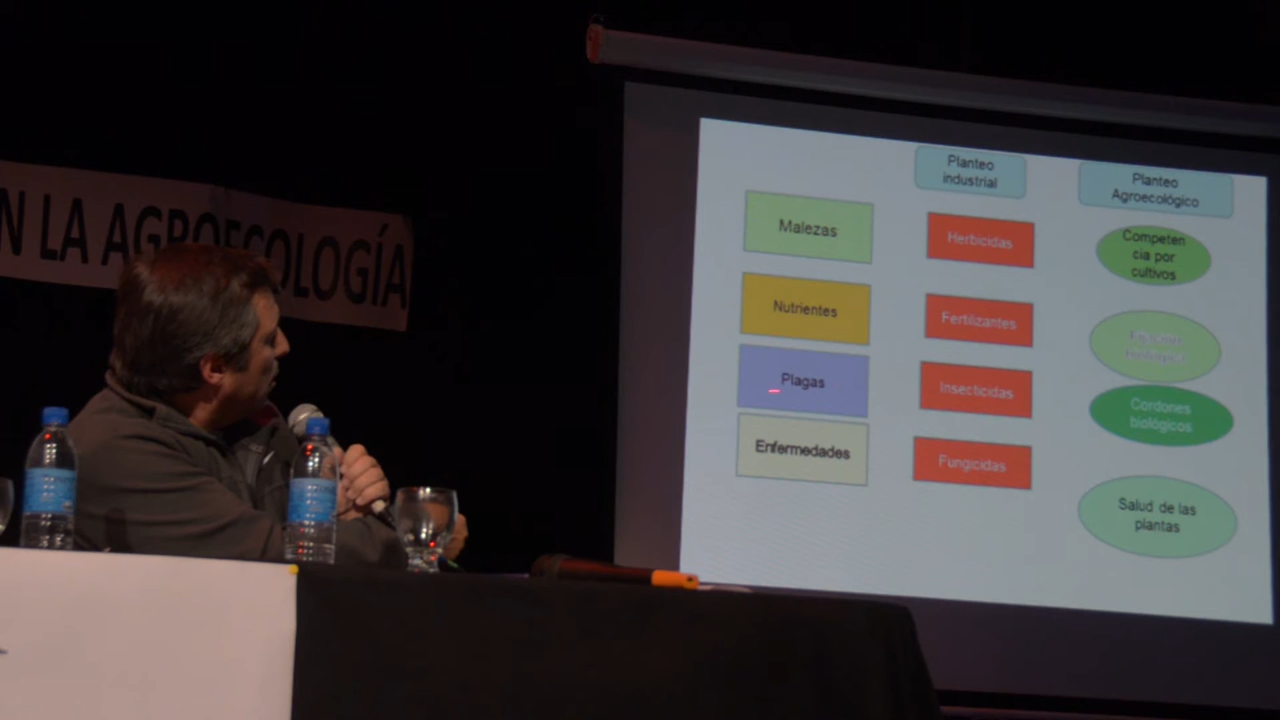 N LA AGROECOLOGÍA
Planteo
industrial
Planteo
Agroecológico
Malezas
Herbicidas
Competen
cia por
cultivos
Nutrientes
Fertilizantes
Plagas
Insecticidas
Cordones
biológicos
Enfermedades
Fungicidas
Salud de las
plantas